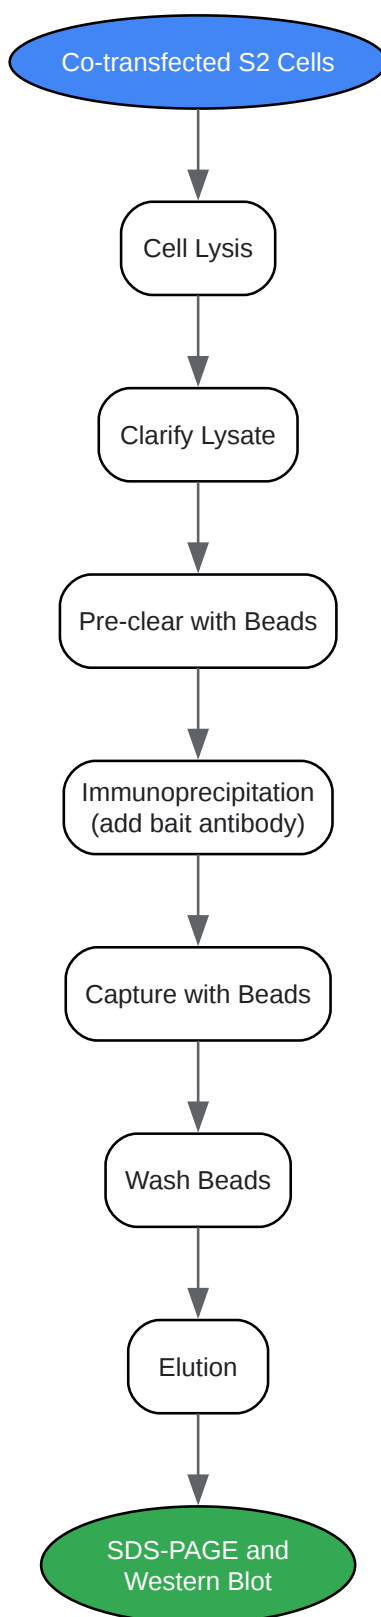 Co-transfected S2 Cells
Cell Lysis
Clarify Lysate
Pre-clear with Beads
Immunoprecipitation
(add bait antibody)
Capture with Beads
Wash Beads
Elution
SDS-PAGE and
Western Blot